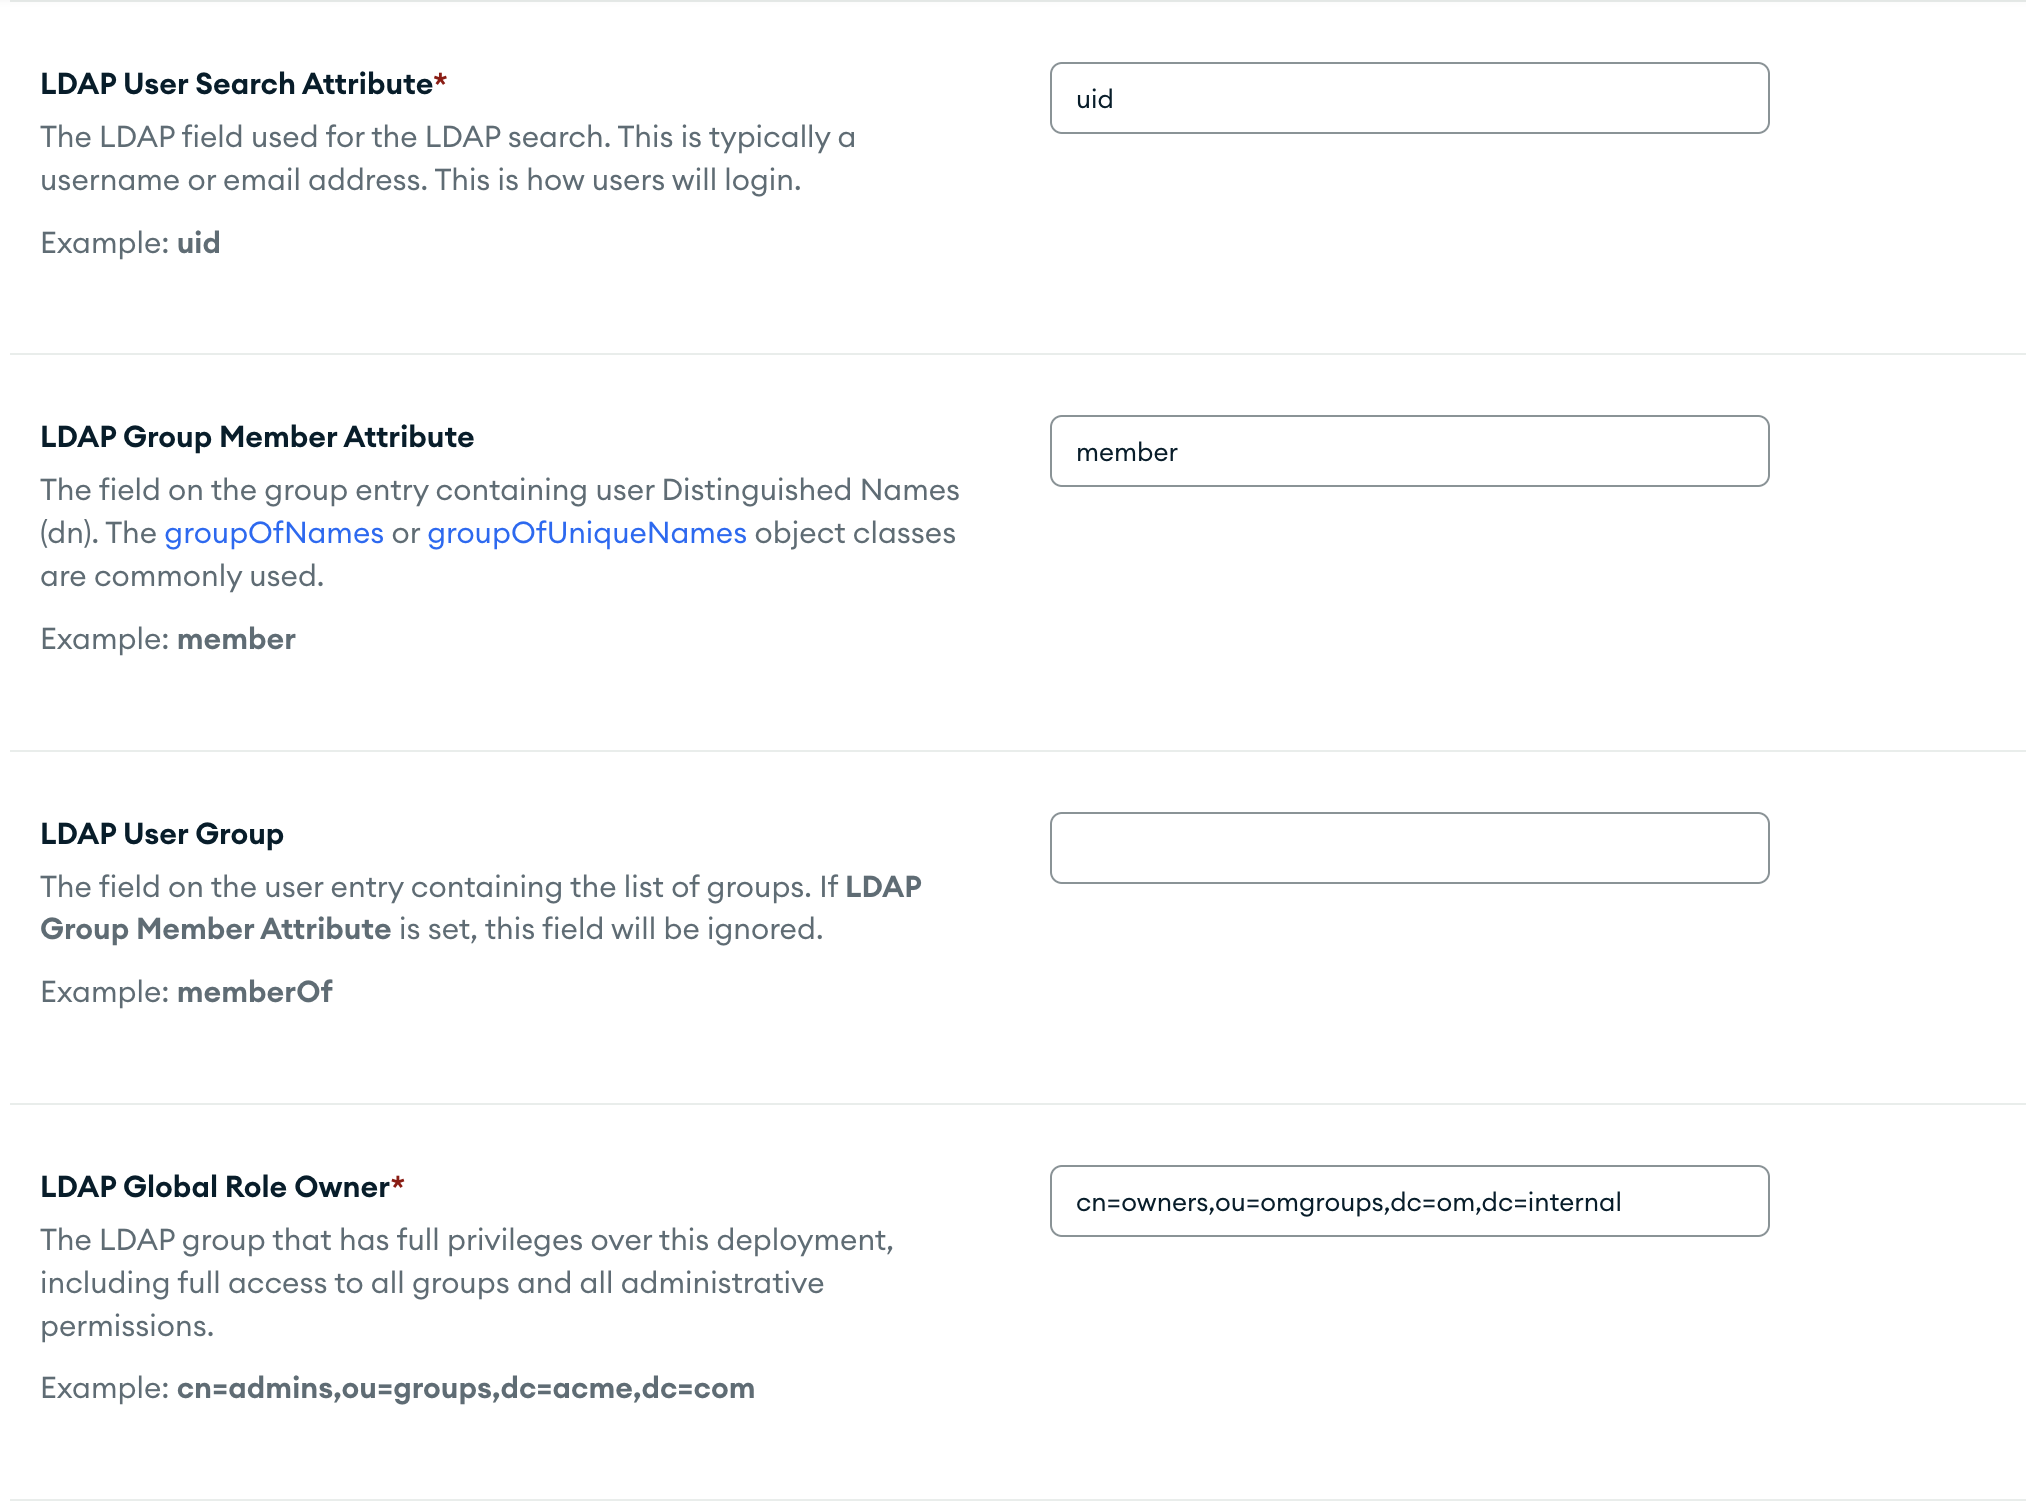 LDAP User Search Attribute*
uid
The LDAP field used for the LDAP search. This is typically a
username or email address. This is how users will login.
Example: uid
LDAP Group Member Attribute
member
The field on the group entry containing user Distinguished Names
(dn). The groupOfNames or groupOfUniqueNames object classes
are commonly used.
Example: member
LDAP User Group
The field on the user entry containing the list of groups. If LDAP
Group Member Attribute is set, this field will be ignored.
Example: memberOf
LDAP Global Role Owner*
cn=owners,ou=omgroups,dc=om,dc=internal
The LDAP group that has full privileges over this deployment,
including full access to all groups and all administrative
permissions.
Example: cn=admins,ou=groups,dc=acme,dc=com